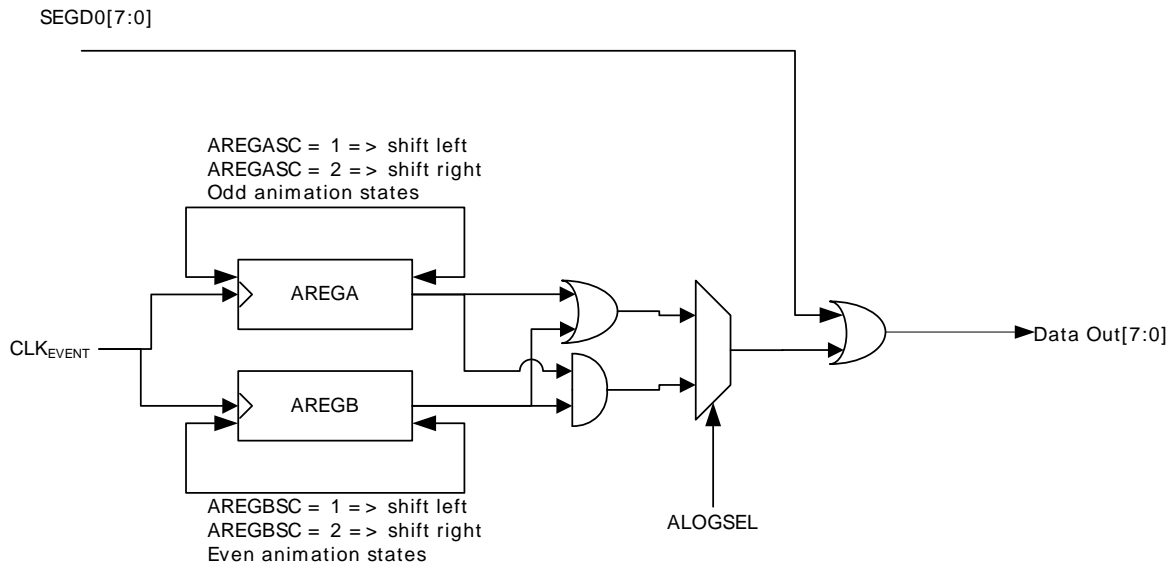 SEGD0[7:0]
AREGASC = 1 => shift left
AREGASC = 2 => shift right
Odd animation states
AREGA
CLKEVENT
Data Out[7:0]
AREGB
AREGBSC = 1 => shift left
AREGBSC = 2 => shift right
Even animation states
ALOGSEL